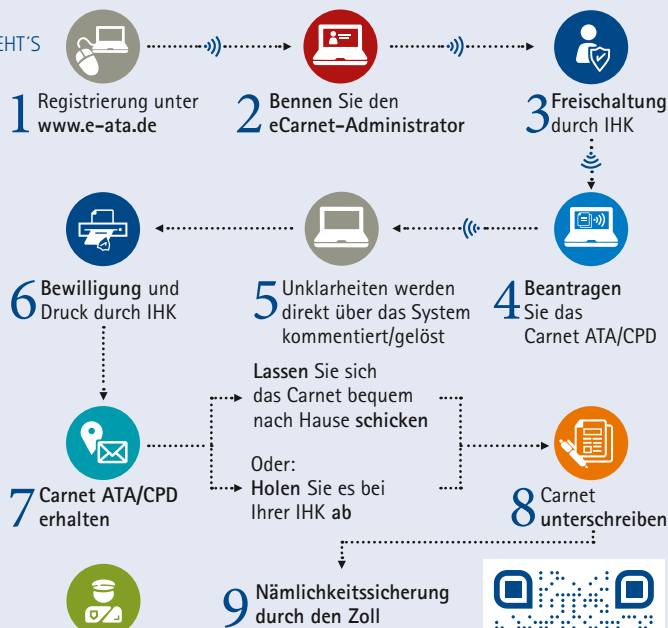 EHT´S
1 Registrierung unter
www.e-ata.de
2 Bennen Sie den
eCarnet-Administrator
3 Freischaltung
durch IHK
4 Beantragen
Sie das
Carnet ATA/CPD
5 Unklarheiten werden
direkt über das System
kommentiert/gelöst
6 Bewilligung und
Druck durch IHK
7 Carnet ATA/CPD
erhalten
Lassen Sie sich
das Carnet bequem
nach Hause schicken
Oder:
Holen Sie es bei
Ihrer IHK ab
8 Carnet
unterschreiben
9 Nämlichkeitssicherung
durch den Zoll